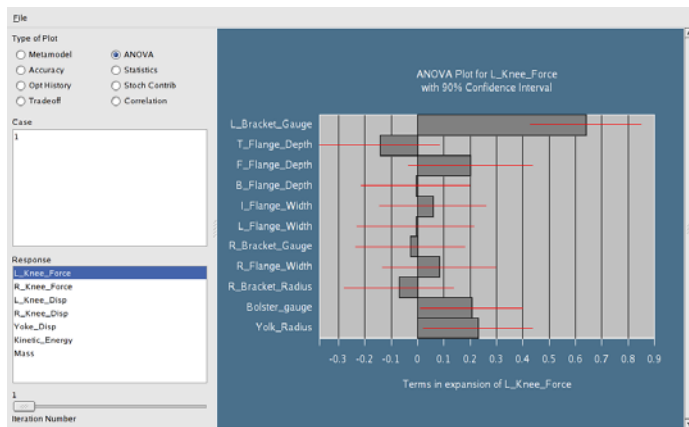 File
Type of Plot
Metamodel
ANOVA
Accuracy
Statistics
Opt History
Stoch Contrib
Tradeoff
Correlation
Case
1
Response
L_Knee_Force
R_Knee_Force
L_Knee_Disp
R_Knee_Disp
Yoke_Disp
Kinetic_Energy
Mass
1
Iteration Number
ANOVA Plot for L_Knee_Force
with 90% Confidence Interval
L_Bracket_Gauge
T_Flange_Depth
F_Flange_Depth
B_Flange_Depth
I_Flange_Width
L_Flange_Width
R_Bracket_Gauge
R_Flange_Width
R_Bracket_Radius
Bolster_gauge
Yolk_Radius
-0.3 -0.2 -0.1 0 0.1 0.2 0.3 0.4 0.5 0.6 0.7 0.8 0.9
Terms in expansion of L_Knee_Force